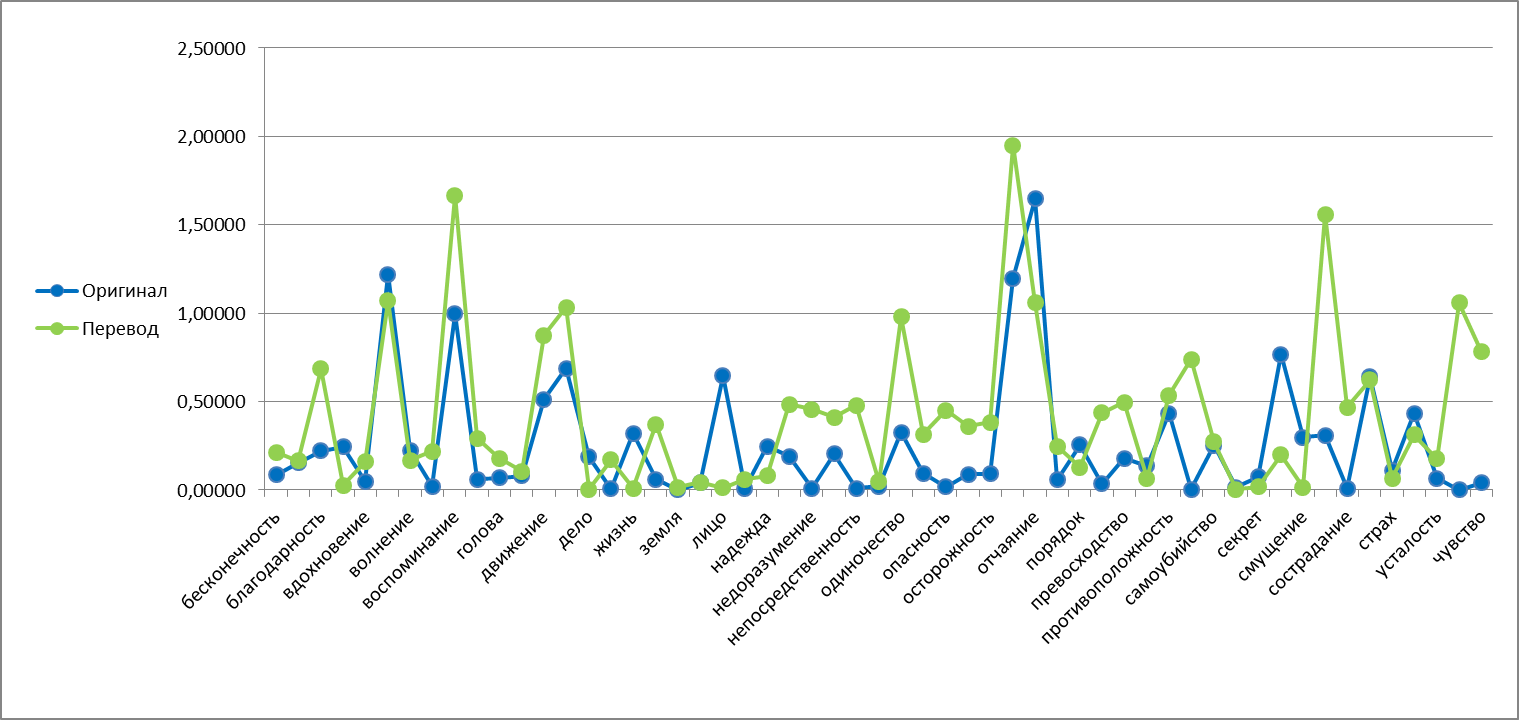 2,50000
2,00000
1,50000
1,00000
0,50000
0,00000
Оригинал
Перевод
бесконечность
благодарность
вдохновение
волнение
воспоминание
голова
движение
дело
жизнь
земля
лицо
надежда
недоразумение
непосредственность
одиночество
опасность
осторожность
отчаяние
порядок
превосходство
противоположность
самоубийство
секрет
смущение
сострадание
страх
усталость
чувство